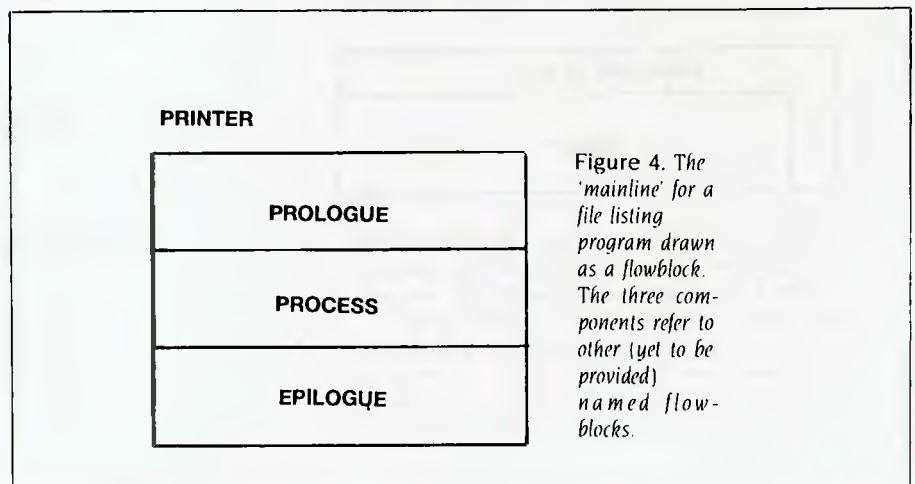 PRINTER
PROLOGUE
PROCESS
EPILOGUE
Figure 4. The
'mainline' for a
file listing
program drawn
as a flowblock.
The three com-
ponents refer to
other (yet to be
provided)
named flow-
blocks.